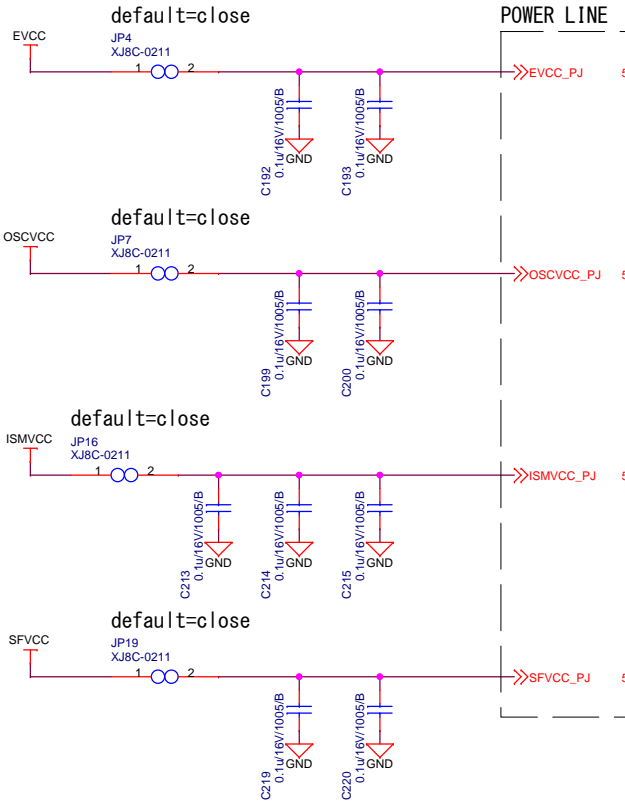 default=close
POWER LINE
EVCC
JP4
XJ8C-0211
1 2
EVCC_PJ
5
C192
0.1u/16V/1005/B
GND
C193
0.1u/16V/1005/B
GND
default=close
OSCVCC
JP7
XJ8C-0211
1 2
OSCVCC_PJ
5
C199
0.1u/16V/1005/B
GND
C200
0.1u/16V/1005/B
GND
default=close
ISMVCC
JP16
XJ8C-0211
1 2
ISMVCC_PJ
5
C213
0.1u/16V/1005/B
GND
C214
0.1u/16V/1005/B
GND
C215
0.1u/16V/1005/B
GND
default=close
SFVCC
JP19
XJ8C-0211
1 2
SFVCC_PJ
5
C219
0.1u/16V/1005/B
GND
C220
0.1u/16V/1005/B
GND